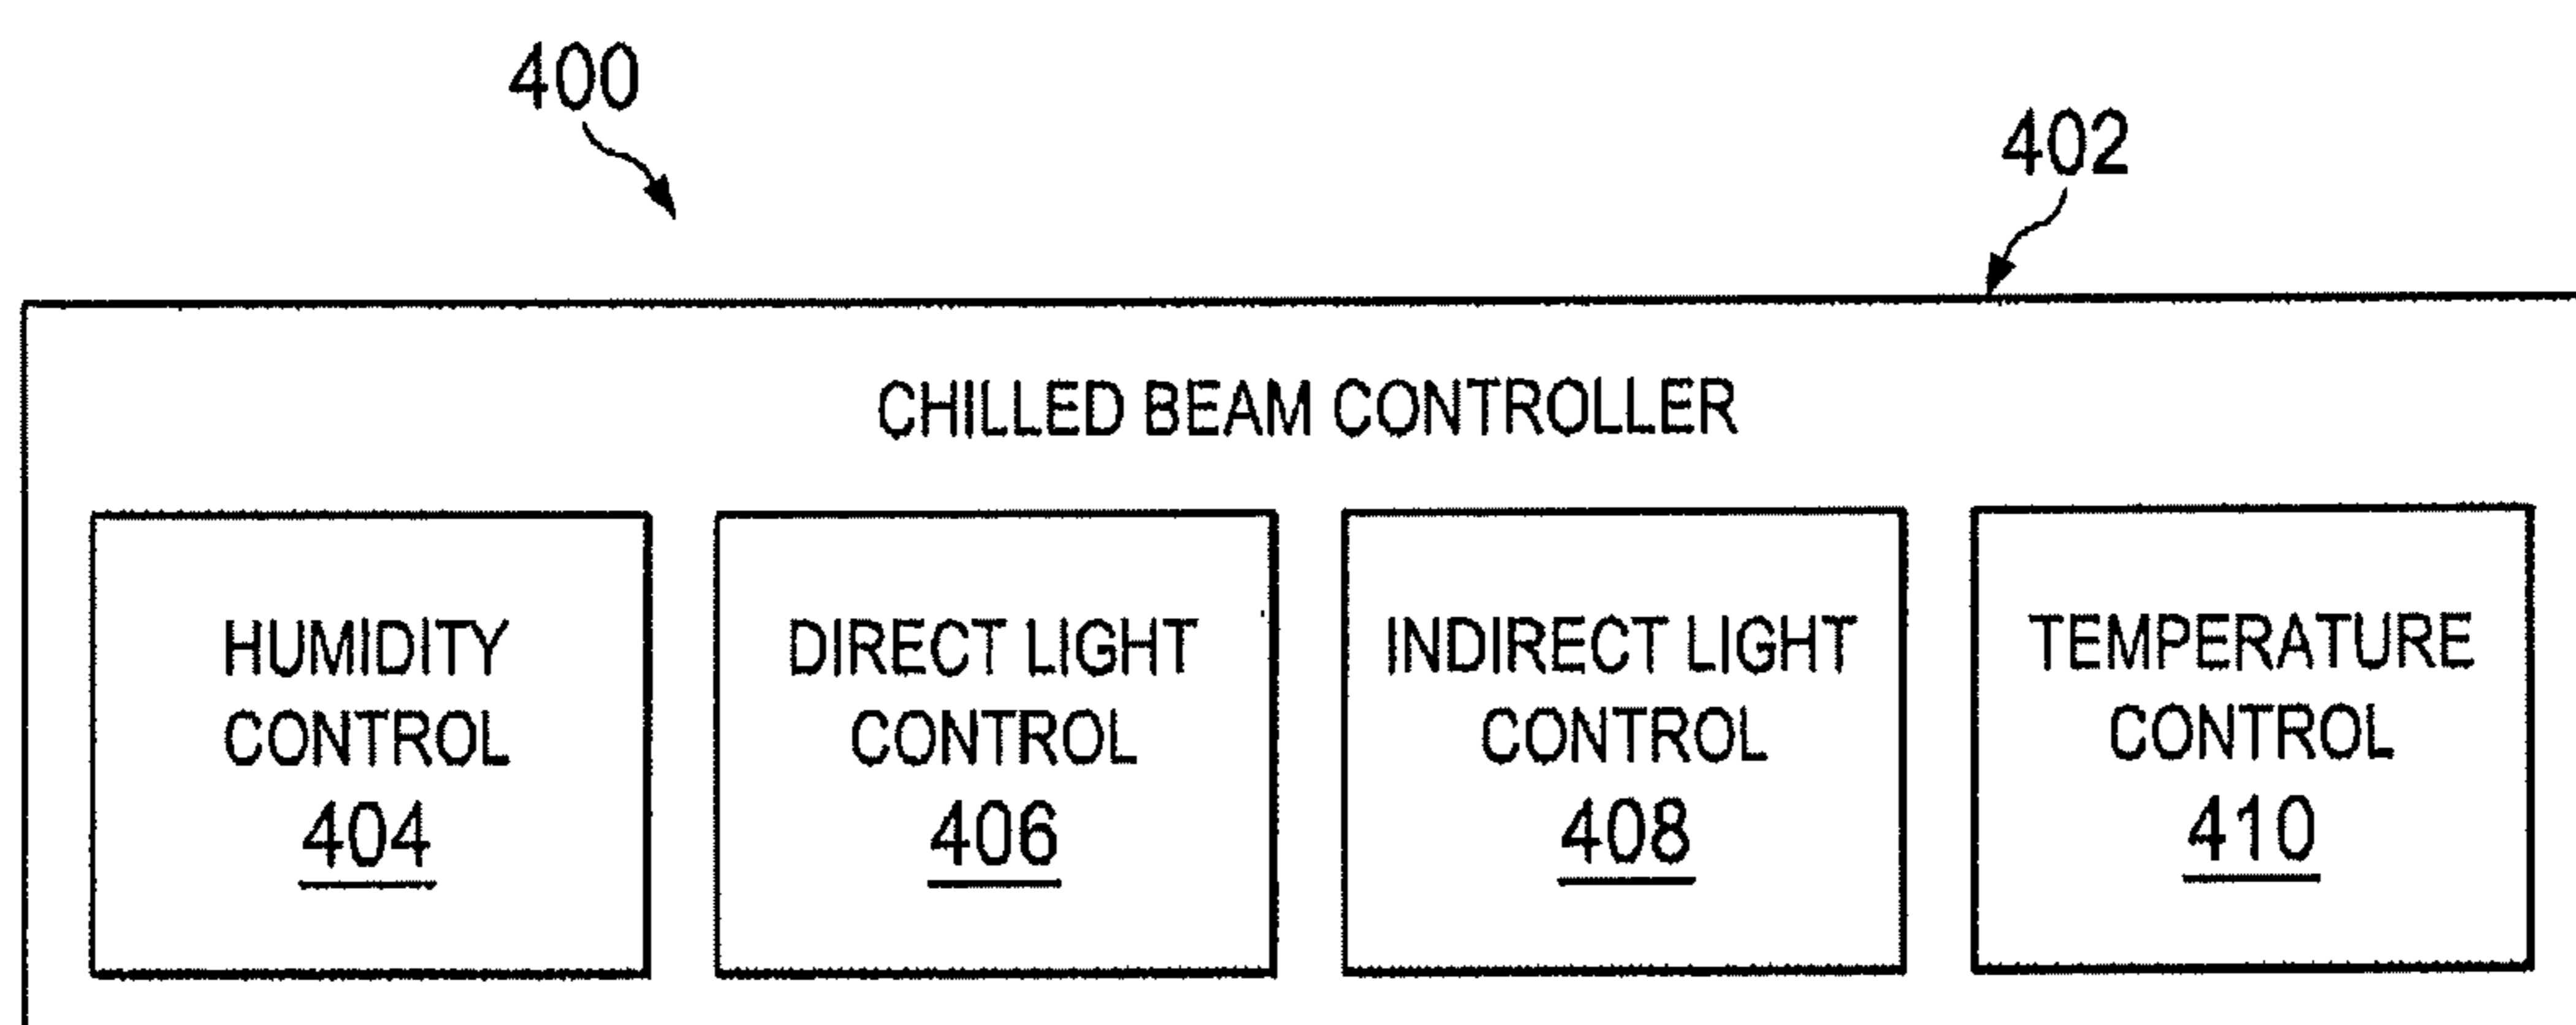 400
402
CHILLED BEAM CONTROLLER
HUMIDITY
CONTROL
404
DIRECT LIGHT
CONTROL
406
INDIRECT LIGHT
CONTROL
408
TEMPERATURE
CONTROL
410